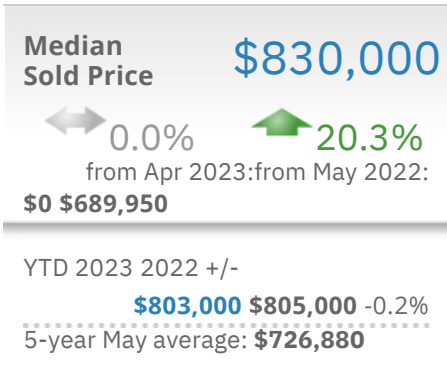 Median
Sold Price
$830,000
0.0%
20.3%
from Apr 2023:from May 2022:
$0 $689,950
YTD 2023 2022 +/-
$803,000 $805,000 -0.2%
5-year May average: $726,880